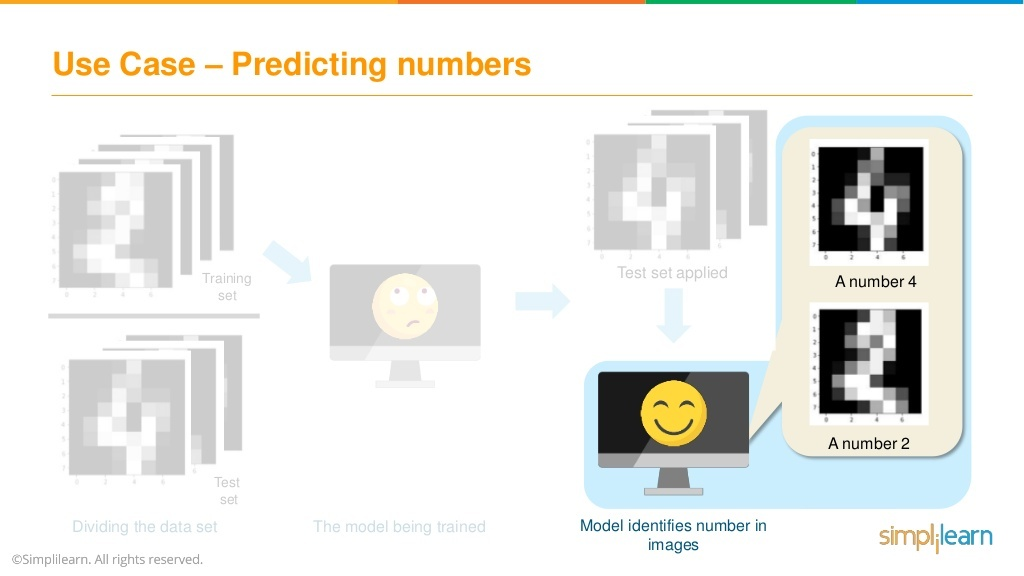 Use Case – Predicting numbers
Training
set
Test
set
Dividing the data set
The model being trained
Test set applied
A number 4
A number 2
Model identifies number in
images
simplilearn
©Simplilearn. All rights reserved.